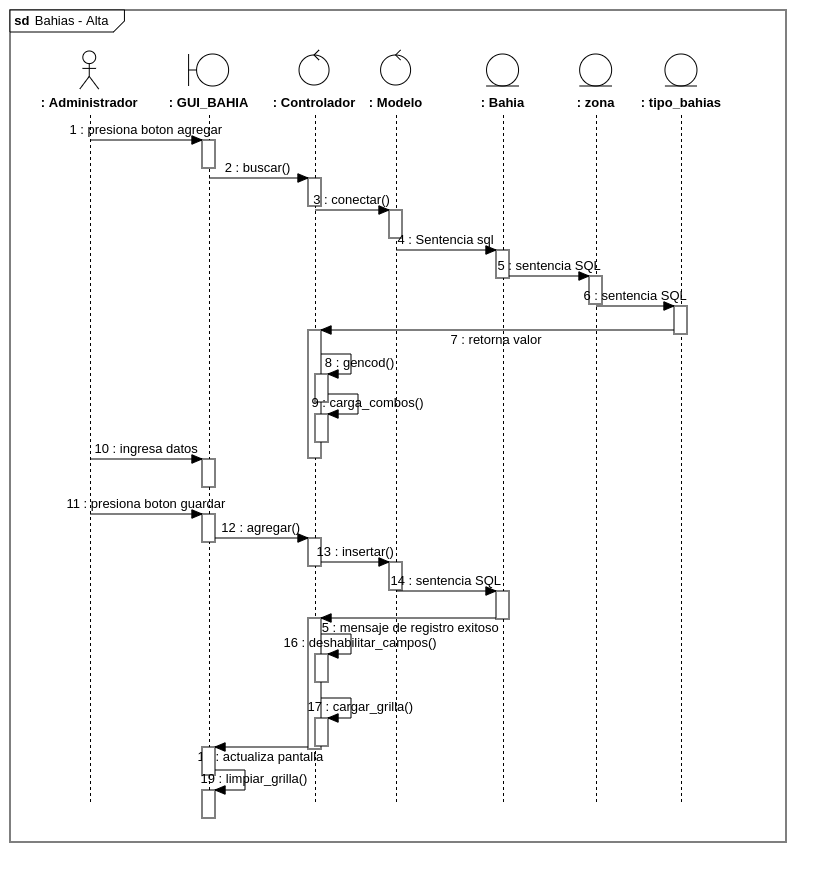 sd Bahias - Alta
: Administrador : GUI_BAHIA : Controlador : Modelo : Bahia : zona : tipo_bahias
1 : presiona boton agregar
2 : buscar()
3 : conectar()
4 : Sentencia sql
5 : sentencia SQL
6 : sentencia SQL
7 : retorna valor
8 : gencod()
9 : carga_combos()
10 : ingresa datos
11 : presiona boton guardar
12 : agregar()
13 : insertar()
14 : sentencia SQL
5 : mensaje de registro exitoso
16 : deshabilitar_campos()
17 : cargar_grilla()
1 : actualiza pantalla
19 : limpiar_grilla()